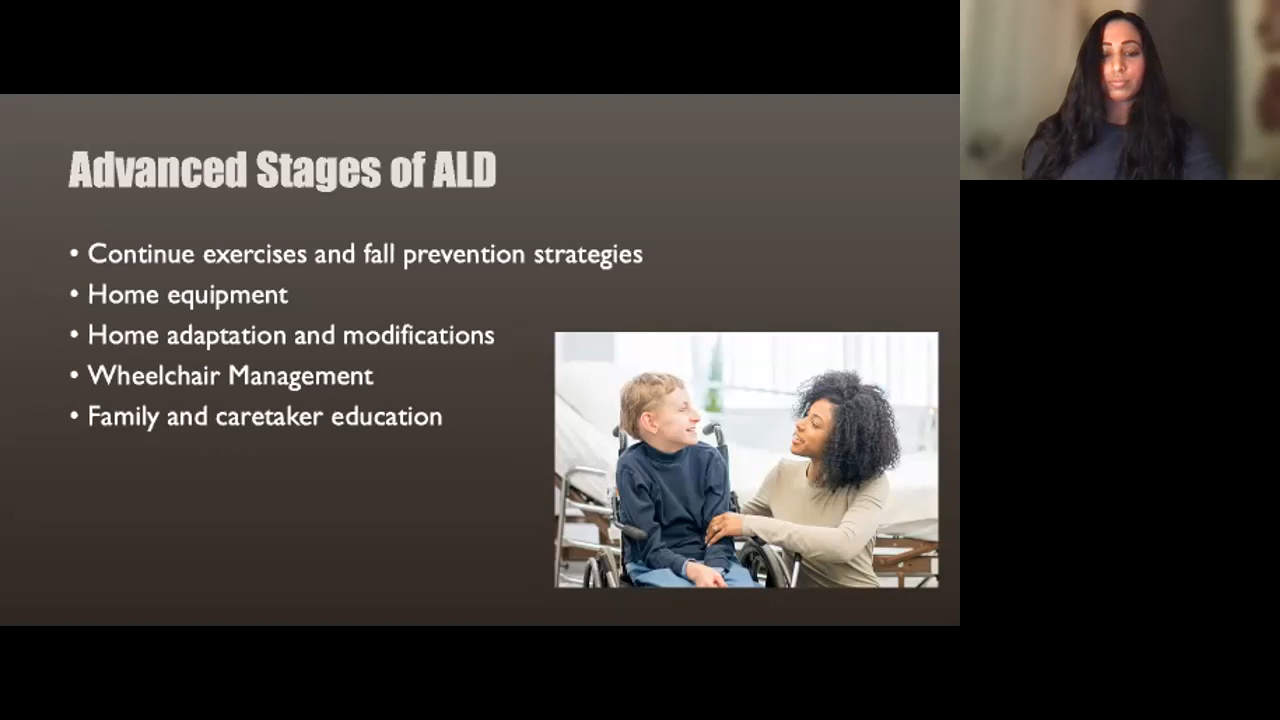 Advanced Stages of ALD
• Continue exercises and fall prevention strategies
• Home equipment
• Home adaptation and modifications
• Wheelchair Management
• Family and caretaker education